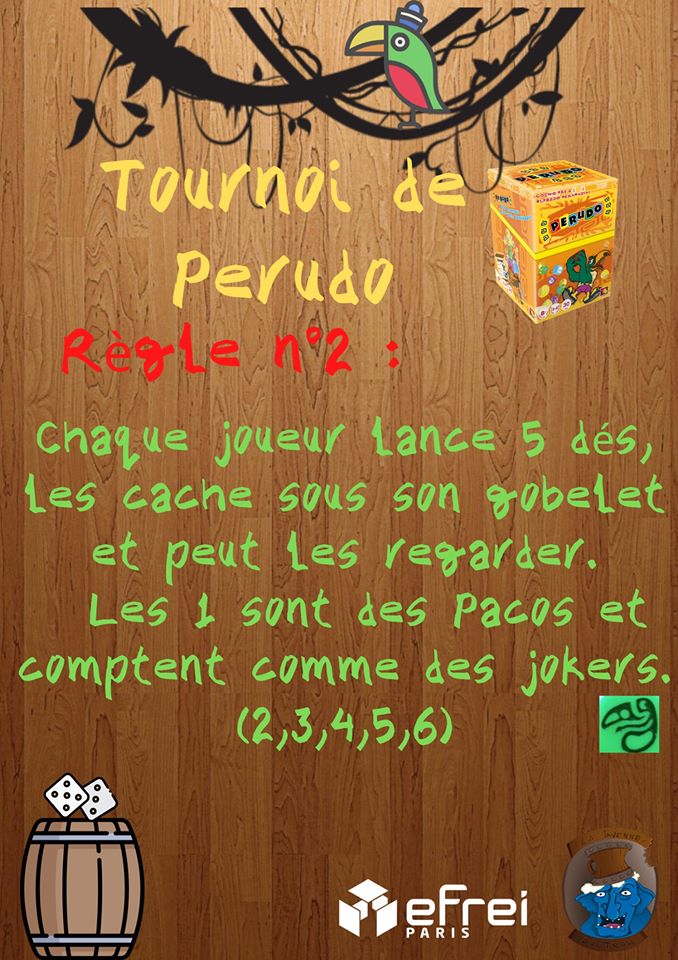 Tournoi de
Perudo
PERUDO
PERUDO
Règle n°2 :
Chaque joueur lance 5 dés,
les cache sous son gobelet
et peut les regarder.
Les 1 sont des Pacos et
comptent comme des jokers.
(2,3,4,5,6)
efrei
PARIS